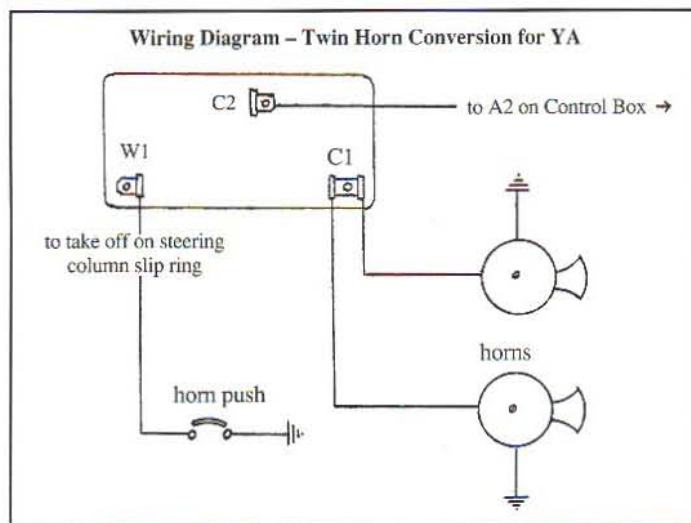 Wiring Diagram – Twin Horn Conversion for YA
C2
to A2 on Control Box →
W1
C1
to take off on steering
column slip ring
horns
horn push